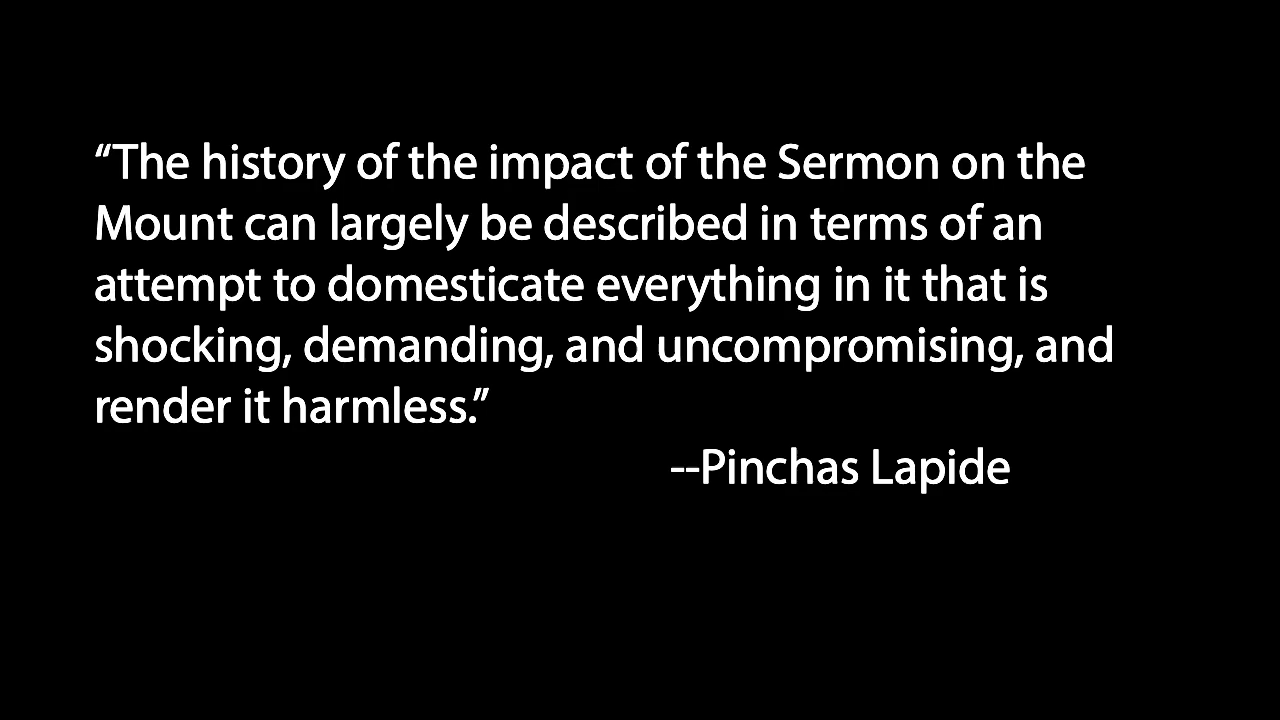 “The history of the impact of the Sermon on the
Mount can largely be described in terms of an
attempt to domesticate everything in it that is
shocking, demanding, and uncompromising, and
render it harmless.”
--Pinchas Lapide